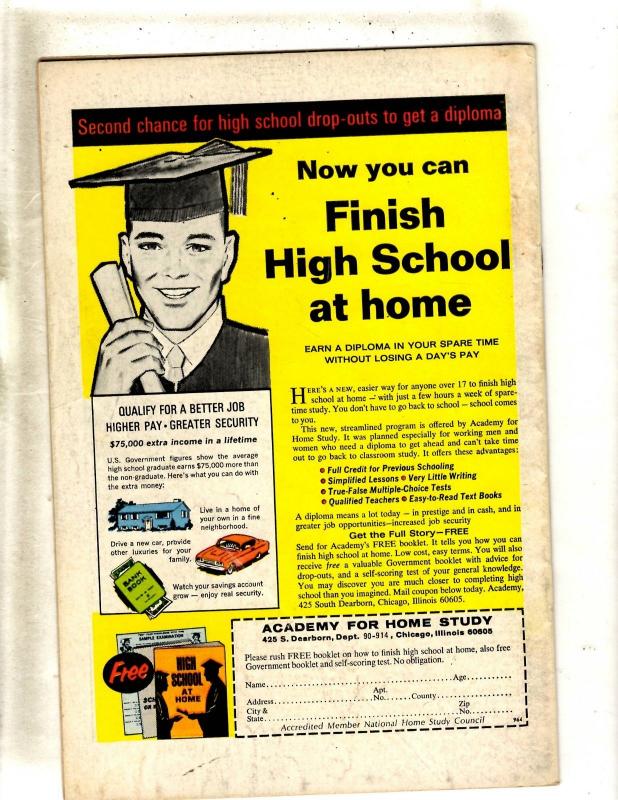 Second chance for high school drop-outs to get a diploma
Now you can
Finish
High School
at home
EARN A DIPLOMA IN YOUR SPARE TIME
WITHOUT LOSING A DAY'S PAY
HERE'S A NEW, easier way for anyone over 17 to finish high
school at home — with just a few hours a week of spare-
time study. You don't have to go back to school — school comes
to you.
This new, streamlined program is offered by Academy for
Home Study. It was planned especially for working men and
women who need a diploma to get ahead and can't take time
out to go back to classroom study. It offers these advantages:
• Full Credit for Previous Schooling
• Simplified Lessons • Very Little Writing
• True-False Multiple-Choice Tests
• Qualified Teachers • Easy-to-Read Text Books
A diploma means a lot today — in prestige and in cash, and in
greater job opportunities—increased job security
Get the Full Story—FREE
Send for Academy's FREE booklet. It tells you how you can
finish high school at home. Low cost, easy terms. You will also
receive free a valuable Government booklet with advice for
drop-outs, and a self-scoring test of your general knowledge.
You may discover you are much closer to completing high
school than you imagined. Mail coupon below today. Academy,
425 South Dearborn, Chicago, Illinois 60605.
QUALIFY FOR A BETTER JOB
HIGHER PAY • GREATER SECURITY
$75,000 extra income in a lifetime
U.S. Government figures show the average
high school graduate earns $75,000 more than
the non-graduate. Here's what you can do with
the extra money:
Live in a home of
your own in a fine
neighborhood.
Drive a new car, provide
other luxuries for your
family.
BANK
BOOK
Watch your savings account
grow — enjoy real security.
SAMPLE EXAMINATION
Free
HIGH
SCHOOL
AT
HOME
ACADEMY FOR HOME STUDY
425 S. Dearborn, Dept. 90-914, Chicago, Illinois 60605
Please rush FREE booklet on how to finish high school at home, also free
Government booklet and self-scoring test. No obligation.
Name.................................................Age...........
Apt.
Address.........................No.......County...................
City & Zip
State.................................................No...........
Accredited Member National Home Study Council